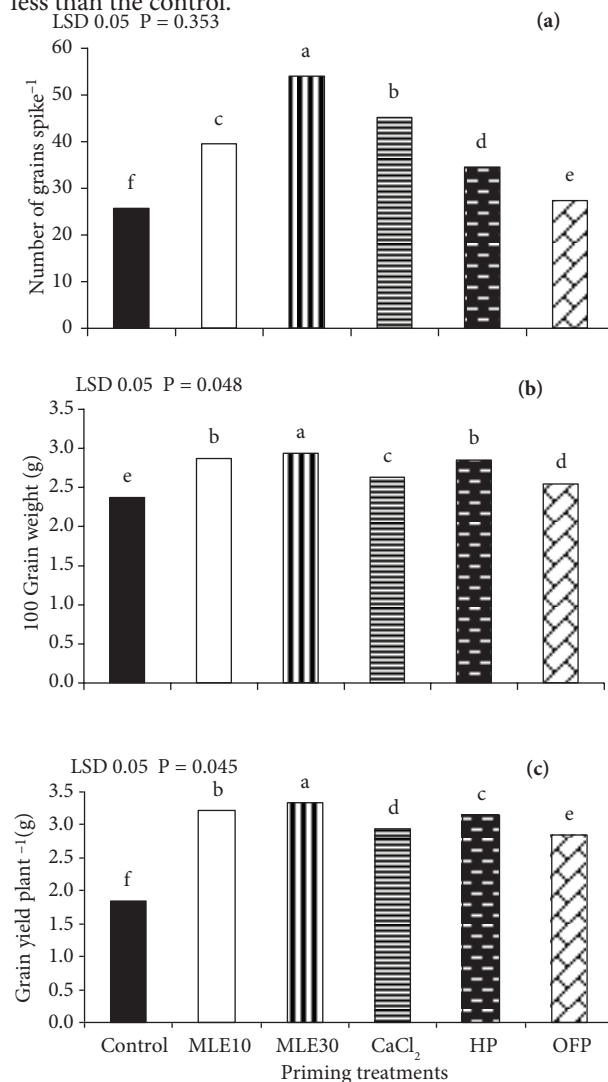 less than the control.
LSD 0.05 P = 0.353
(a)
Number of grains spike⁻¹
60
50
40
30
20
10
0
f
c
a
b
d
e
LSD 0.05 P = 0.048
(b)
100 Grain weight (g)
3.5
3.0
2.5
2.0
1.5
1.0
0.5
0.0
e
b
a
c
b
d
LSD 0.05 P = 0.045
(c)
Grain yield plant ⁻¹(g)
3.5
3.0
2.5
2.0
1.5
1.0
0.5
0.0
f
b
a
d
c
e
Control MLE10 MLE30 CaCl₂ HP OFP
Priming treatments